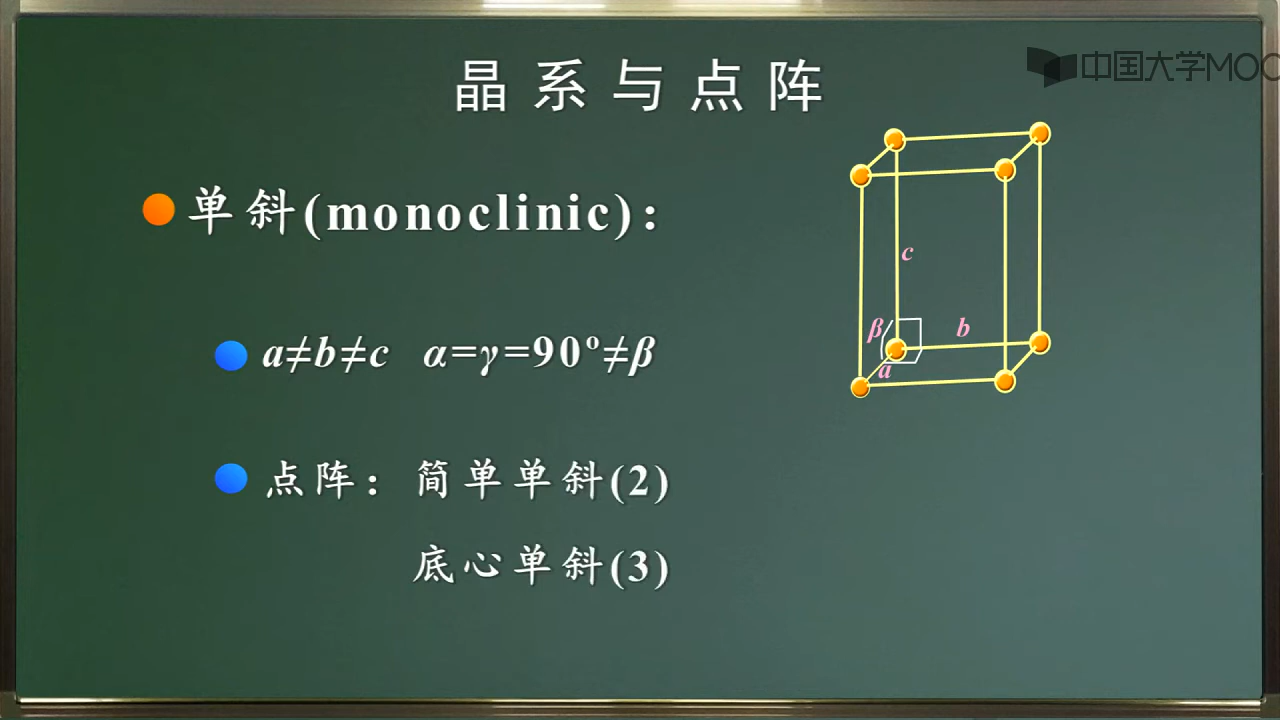 晶系与点阵
中国大学MOO
单斜(monoclinic):
a≠b≠c α=γ=90º≠β
点阵: 简单单斜(2)
底心单斜(3)
c
β
b
a